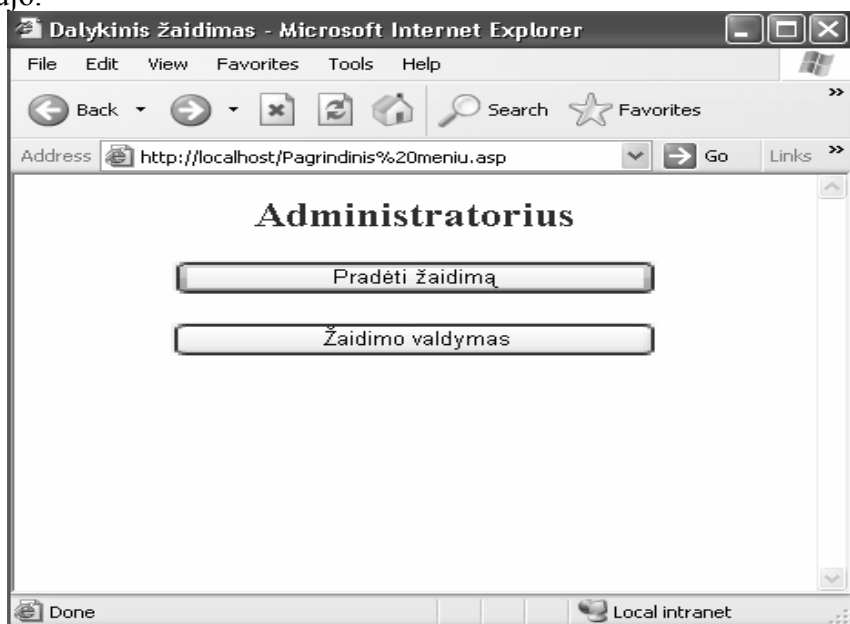 Dalykinis žaidimas - Microsoft Internet Explorer
File Edit View Favorites Tools Help
Back Search Favorites »
Address http://localhost/Pagrindinis%20meniu.asp Go Links »
Administratorius
Pradėti žaidimą
Žaidimo valdymas
Done Local intranet